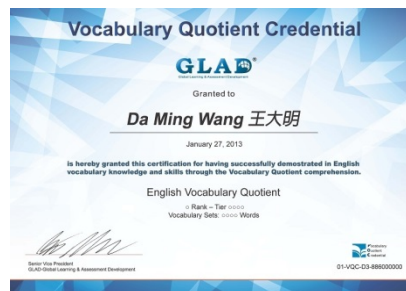 Vocabulary Quotient Credential
GLAD®
Global Learning & Assessment Development
Granted to
Da Ming Wang 王大明
January 27, 2013
is hereby granted this certification for having successfully demostrated in English
vocabulary knowledge and skills through the Vocabulary Quotient comprehension.
English Vocabulary Quotient
○ Rank – Tier ○○○○
Vocabulary Sets: ○○○○ Words
Senior Vice President
GLAD-Global Learning & Assessment Development
Vocabulary
Quotient
Credential
01-VQC-D3-886000000